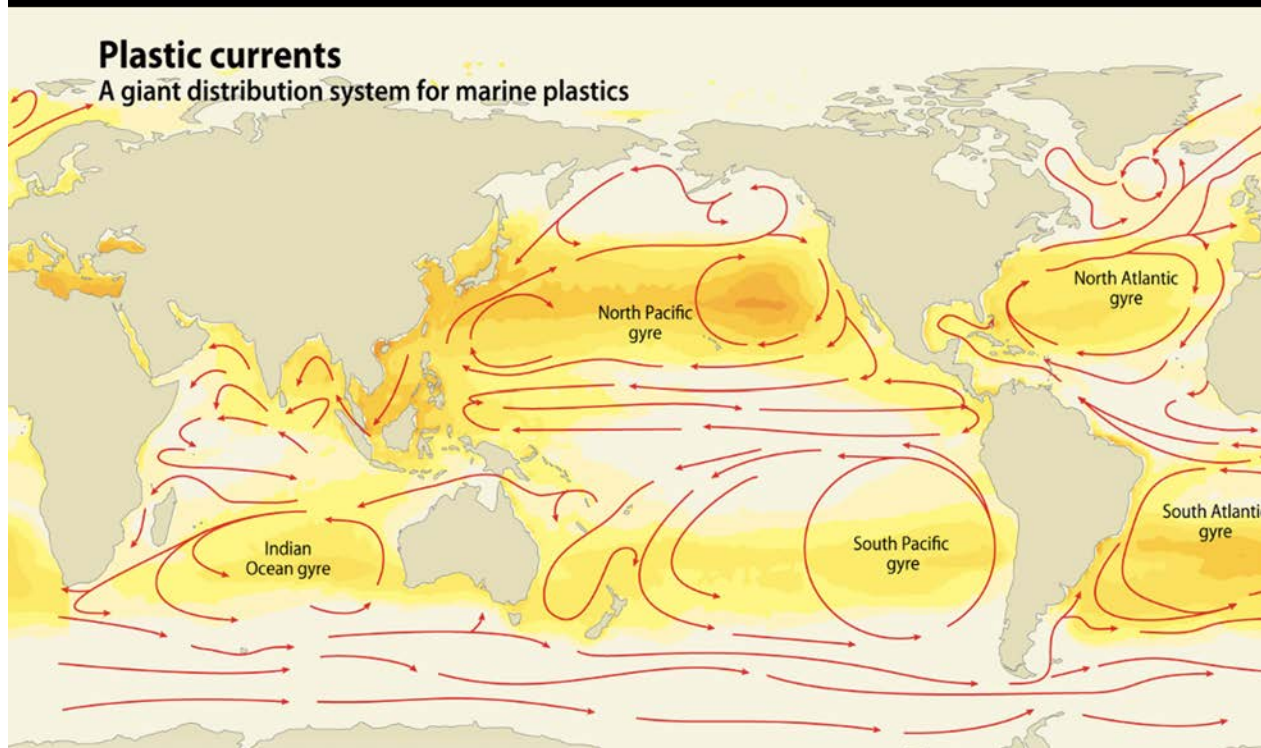 Plastic currents
A giant distribution system for marine plastics
North Pacific
gyre
North Atlantic
gyre
Indian
Ocean gyre
South Pacific
gyre
South Atlantic
gyre